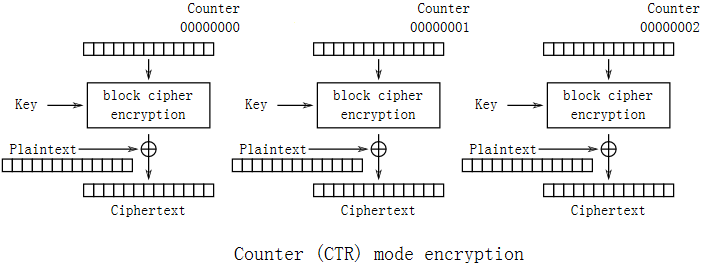 Counter
00000000
Counter
00000001
Counter
00000002
Key
block cipher
encryption
Key
block cipher
encryption
Key
block cipher
encryption
Plaintext
Plaintext
Plaintext
Ciphertext
Ciphertext
Ciphertext
Counter (CTR) mode encryption